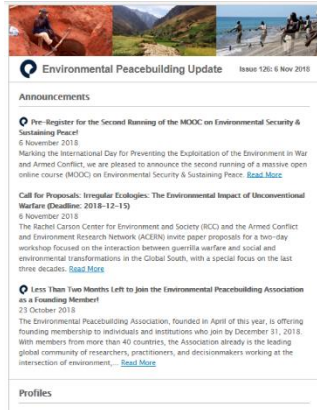 Environmental Peacebuilding Update
Issue 126: 6 Nov 2018
Announcements
Pre-Register for the Second Running of the MOOC on Environmental Security &
Sustaining Peace!
6 November 2018
Marking the International Day for Preventing the Exploitation of the Environment in War
and Armed Conflict, we are pleased to announce the second running of a massive open
online course (MOOC) on Environmental Security & Sustaining Peace. Read More
Call for Proposals: Irregular Ecologies: The Environmental Impact of Unconventional
Warfare (Deadline: 2018-12-15)
6 November 2018
The Rachel Carson Center for Environment and Society (RCC) and the Armed Conflict
and Environment Research Network (ACERN) invite paper proposals for a two-day
workshop focused on the interaction between guerrilla warfare and social and
environmental transformations in the Global South, with a special focus on the last
three decades. Read More
Less Than Two Months Left to Join the Environmental Peacebuilding Association
as a Founding Member!
23 October 2018
The Environmental Peacebuilding Association, founded in April of this year, is offering
founding membership to individuals and institutions who join by December 31, 2018.
With members from more than 40 countries, the Association already is the leading
global community of researchers, practitioners, and decisionmakers working at the
intersection of environment,... Read More
Profiles